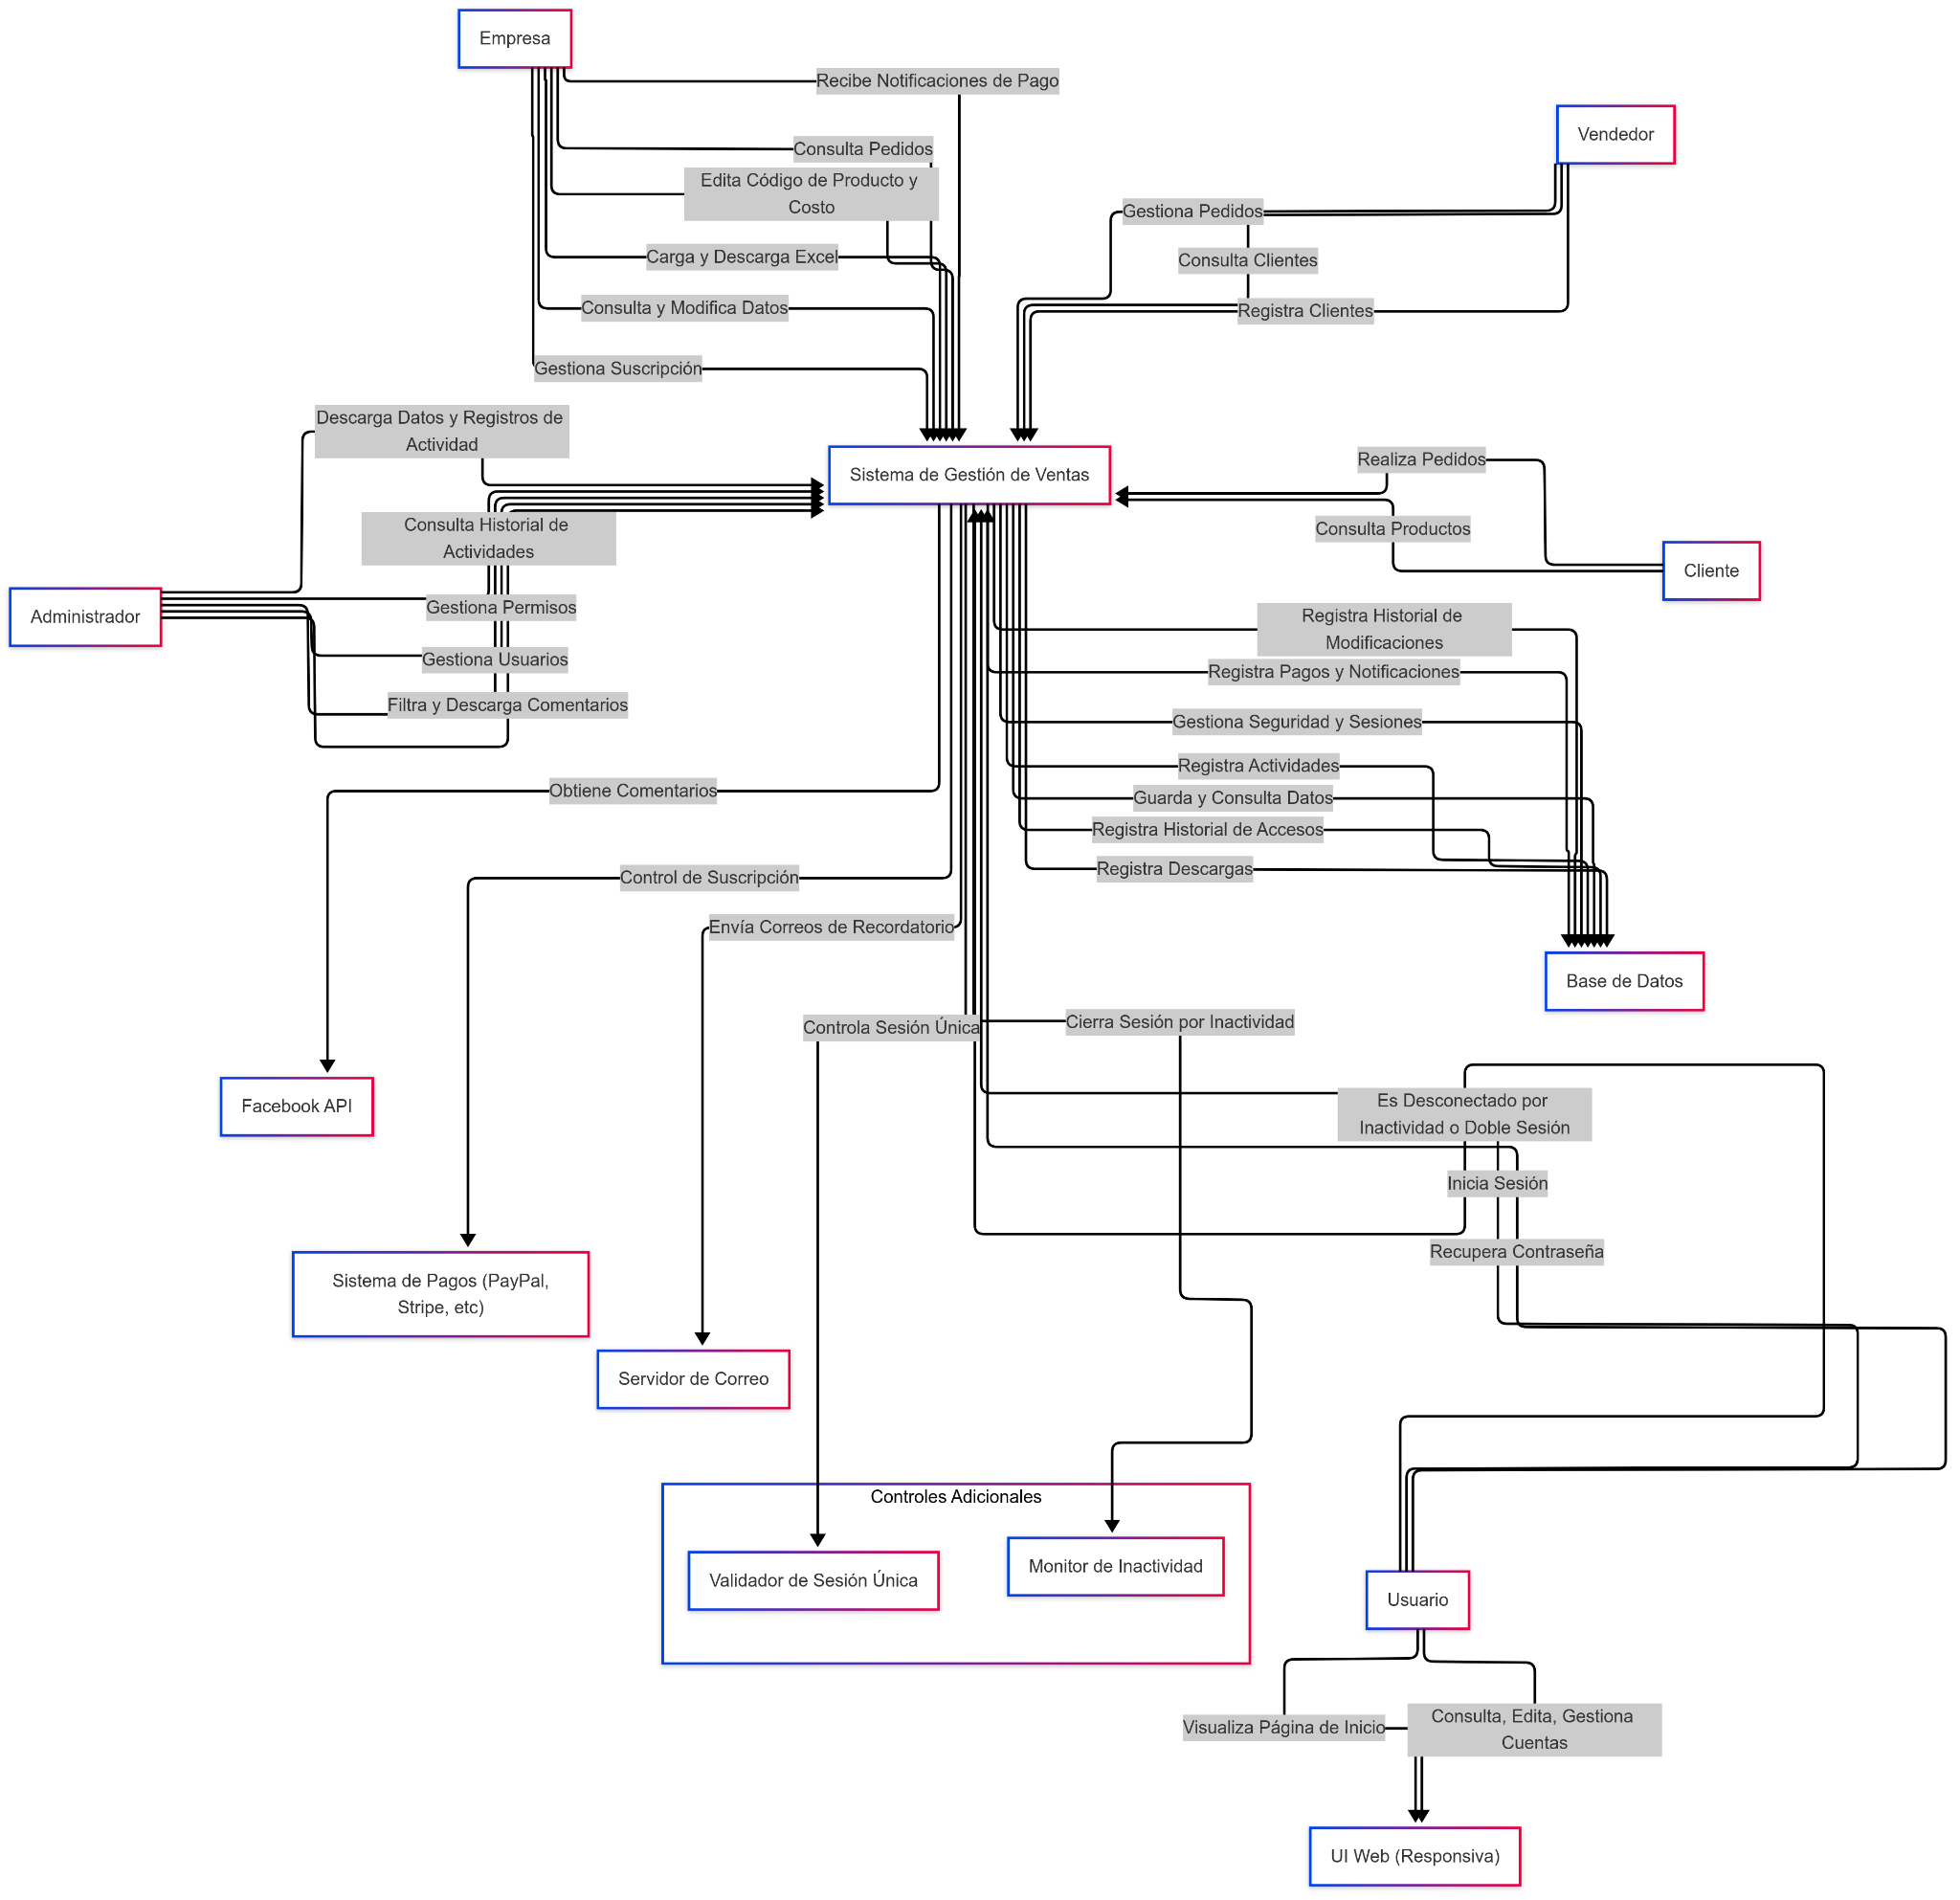 Empresa
Recibe Notificaciones de Pago
Vendedor
Consulta Pedidos
Edita Código de Producto y
Costo
Gestiona Pedidos
Carga y Descarga Excel
Consulta Clientes
Consulta y Modifica Datos
Registra Clientes
Gestiona Suscripción
Descarga Datos y Registros de
Actividad
Sistema de Gestión de Ventas
Realiza Pedidos
Consulta Historial de
Actividades
Consulta Productos
Cliente
Administrador
Gestiona Permisos
Registra Historial de
Modificaciones
Gestiona Usuarios
Registra Pagos y Notificaciones
Filtra y Descarga Comentarios
Gestiona Seguridad y Sesiones
Registra Actividades
Obtiene Comentarios
Guarda y Consulta Datos
Registra Historial de Accesos
Control de Suscripción
Registra Descargas
Envía Correos de Recordatorio
Base de Datos
Controla Sesión Única
Cierra Sesión por Inactividad
Facebook API
Es Desconectado por
Inactividad o Doble Sesión
Inicia Sesión
Recupera Contraseña
Sistema de Pagos (PayPal,
Stripe, etc)
Servidor de Correo
Controles Adicionales
Validador de Sesión Única
Monitor de Inactividad
Usuario
Visualiza Página de Inicio
Consulta, Edita, Gestiona
Cuentas
UI Web (Responsiva)